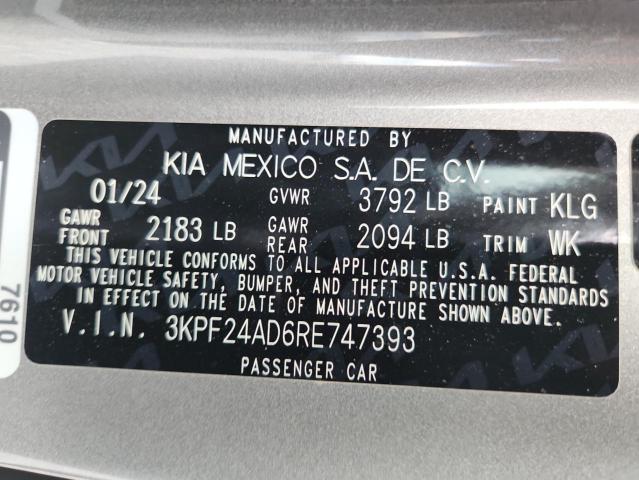 MANUFACTURED BY
KIA MEXICO S.A. DE C.V.
01/24 GVWR 3792 LB PAINT KLG
GAWR FRONT 2183 LB GAWR REAR 2094 LB TRIM WK
THIS VEHICLE CONFORMS TO ALL APPLICABLE U.S.A. FEDERAL
MOTOR VEHICLE SAFETY, BUMPER, AND THEFT PREVENTION STANDARDS
IN EFFECT ON THE DATE OF MANUFACTURE SHOWN ABOVE.
V.I.N. 3KPF24AD6RE747393
PASSENGER CAR
7610